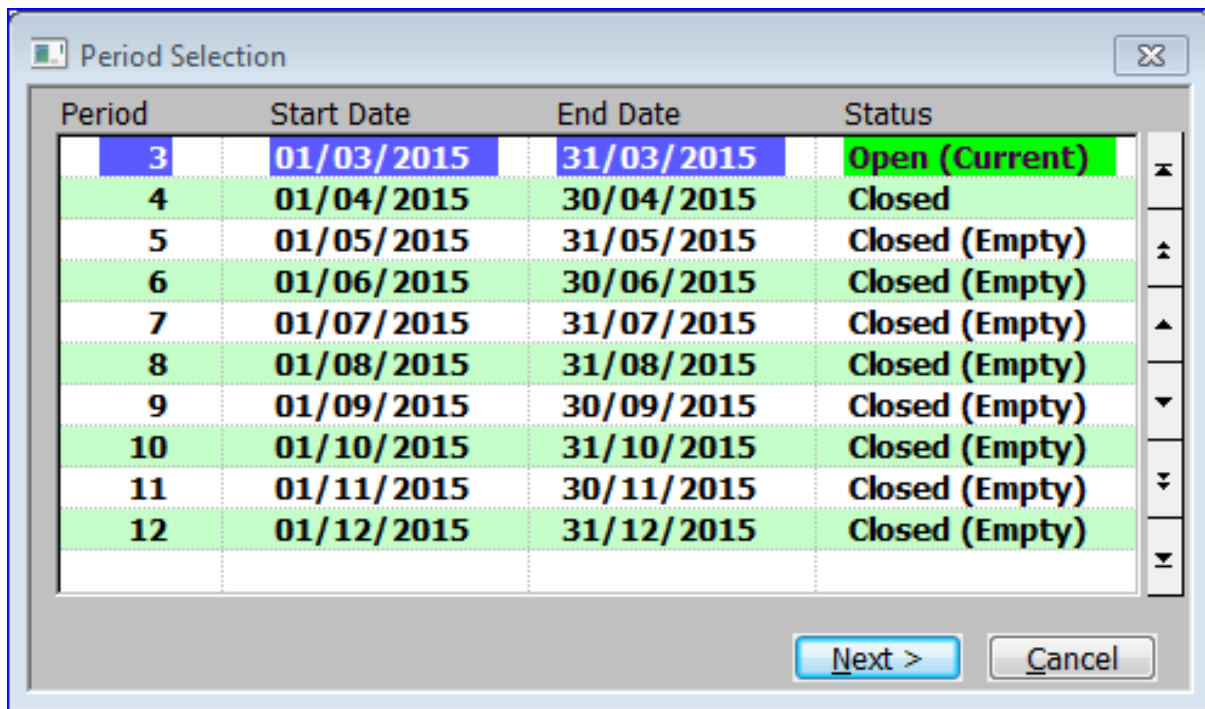 Period Selection
Period Start Date End Date Status
3 01/03/2015 31/03/2015 Open (Current)
4 01/04/2015 30/04/2015 Closed
5 01/05/2015 31/05/2015 Closed (Empty)
6 01/06/2015 30/06/2015 Closed (Empty)
7 01/07/2015 31/07/2015 Closed (Empty)
8 01/08/2015 31/08/2015 Closed (Empty)
9 01/09/2015 30/09/2015 Closed (Empty)
10 01/10/2015 31/10/2015 Closed (Empty)
11 01/11/2015 30/11/2015 Closed (Empty)
12 01/12/2015 31/12/2015 Closed (Empty)
Next > Cancel